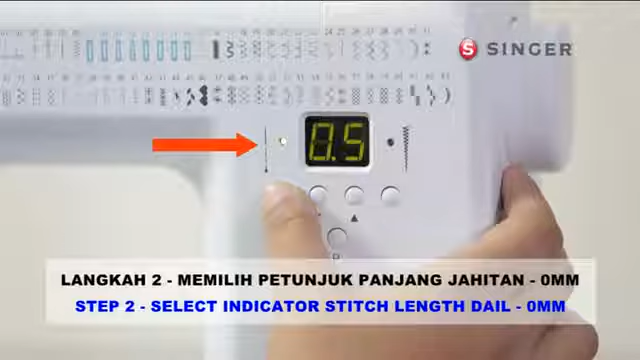 SINGER
0.5
LANGKAH 2 - MEMILIH PETUNJUK PANJANG JAHITAN - 0MM
STEP 2 - SELECT INDICATOR STITCH LENGTH DAIL - 0MM